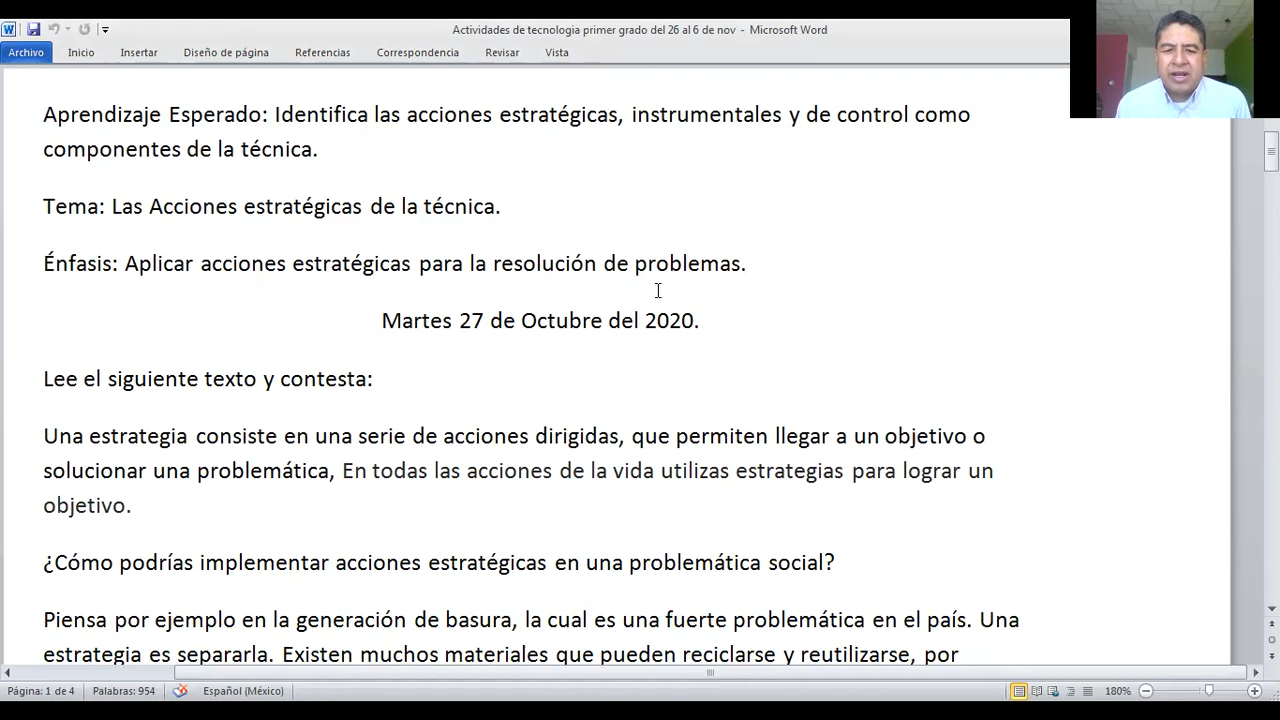 Actividades de tecnologia primer grado del 26 al 6 de nov - Microsoft Word
Archivo Inicio Insertar Diseño de página Referencias Correspondencia Revisar Vista
Aprendizaje Esperado: Identifica las acciones estratégicas, instrumentales y de control como
componentes de la técnica.
Tema: Las Acciones estratégicas de la técnica.
Énfasis: Aplicar acciones estratégicas para la resolución de problemas.
Martes 27 de Octubre del 2020.
Lee el siguiente texto y contesta:
Una estrategia consiste en una serie de acciones dirigidas, que permiten llegar a un objetivo o
solucionar una problemática, En todas las acciones de la vida utilizas estrategias para lograr un
objetivo.
¿Cómo podrías implementar acciones estratégicas en una problemática social?
Piensa por ejemplo en la generación de basura, la cual es una fuerte problemática en el país. Una
estrategia es separarla. Existen muchos materiales que pueden reciclarse y reutilizarse, por
Página: 1 de 4 Palabras: 954 Español (México) 180%